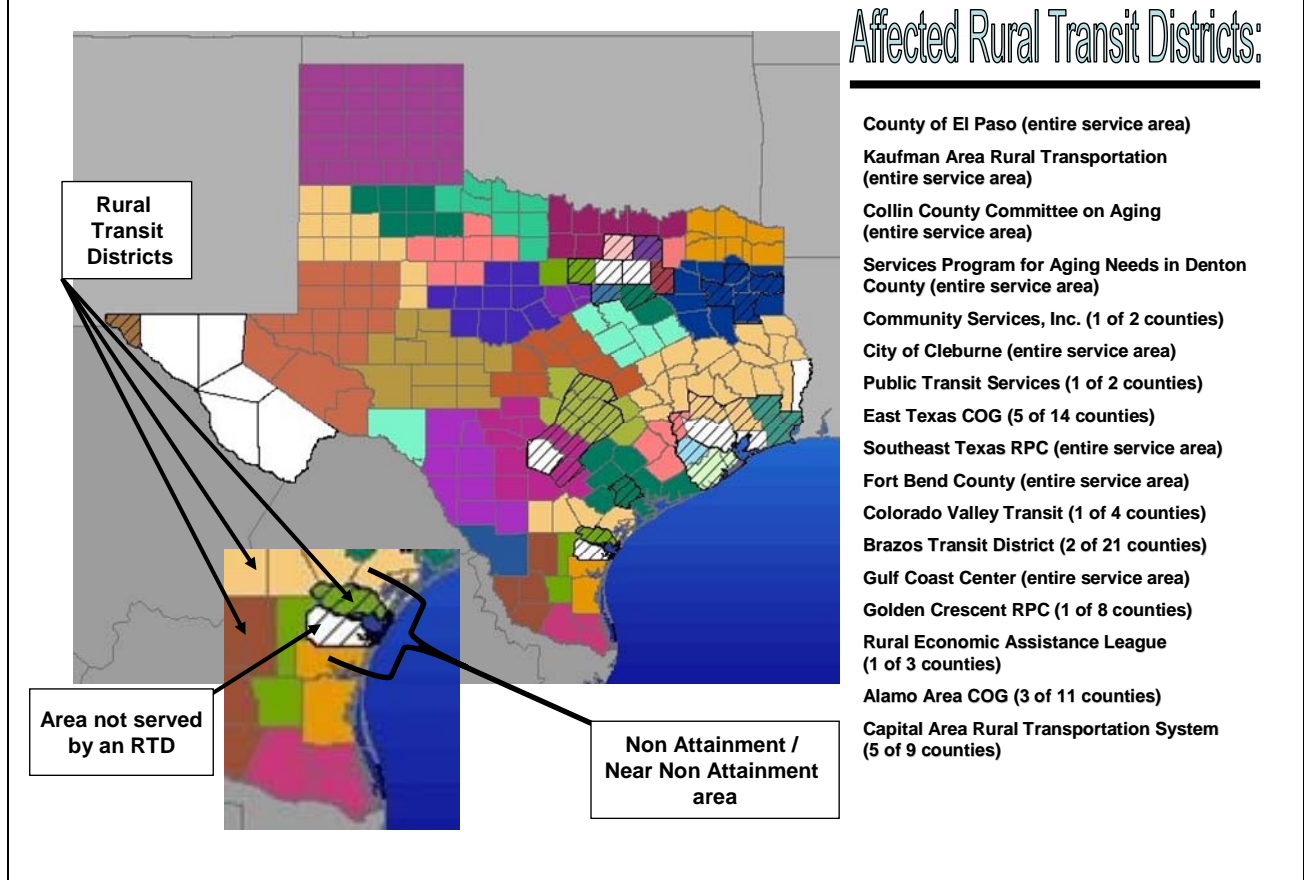 Affected Rural Transit Districts:
County of El Paso (entire service area)
Kaufman Area Rural Transportation
(entire service area)
Collin County Committee on Aging
(entire service area)
Services Program for Aging Needs in Denton
County (entire service area)
Community Services, Inc. (1 of 2 counties)
City of Cleburne (entire service area)
Public Transit Services (1 of 2 counties)
East Texas COG (5 of 14 counties)
Southeast Texas RPC (entire service area)
Fort Bend County (entire service area)
Colorado Valley Transit (1 of 4 counties)
Brazos Transit District (2 of 21 counties)
Gulf Coast Center (entire service area)
Golden Crescent RPC (1 of 8 counties)
Rural Economic Assistance League
(1 of 3 counties)
Alamo Area COG (3 of 11 counties)
Capital Area Rural Transportation System
(5 of 9 counties)
Rural
Transit
Districts
Area not served
by an RTD
Non Attainment /
Near Non Attainment
area